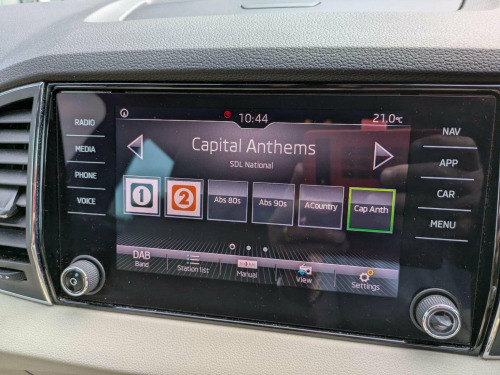 RADIO
MEDIA
PHONE
VOICE
10:44
21.0°C
Capital Anthems
SDL National
1
2
Abs 80s
Abs 90s
ACountry
Cap Anth
DAB
Band
Station list
Manual
View
Settings
NAV
APP
CAR
MENU